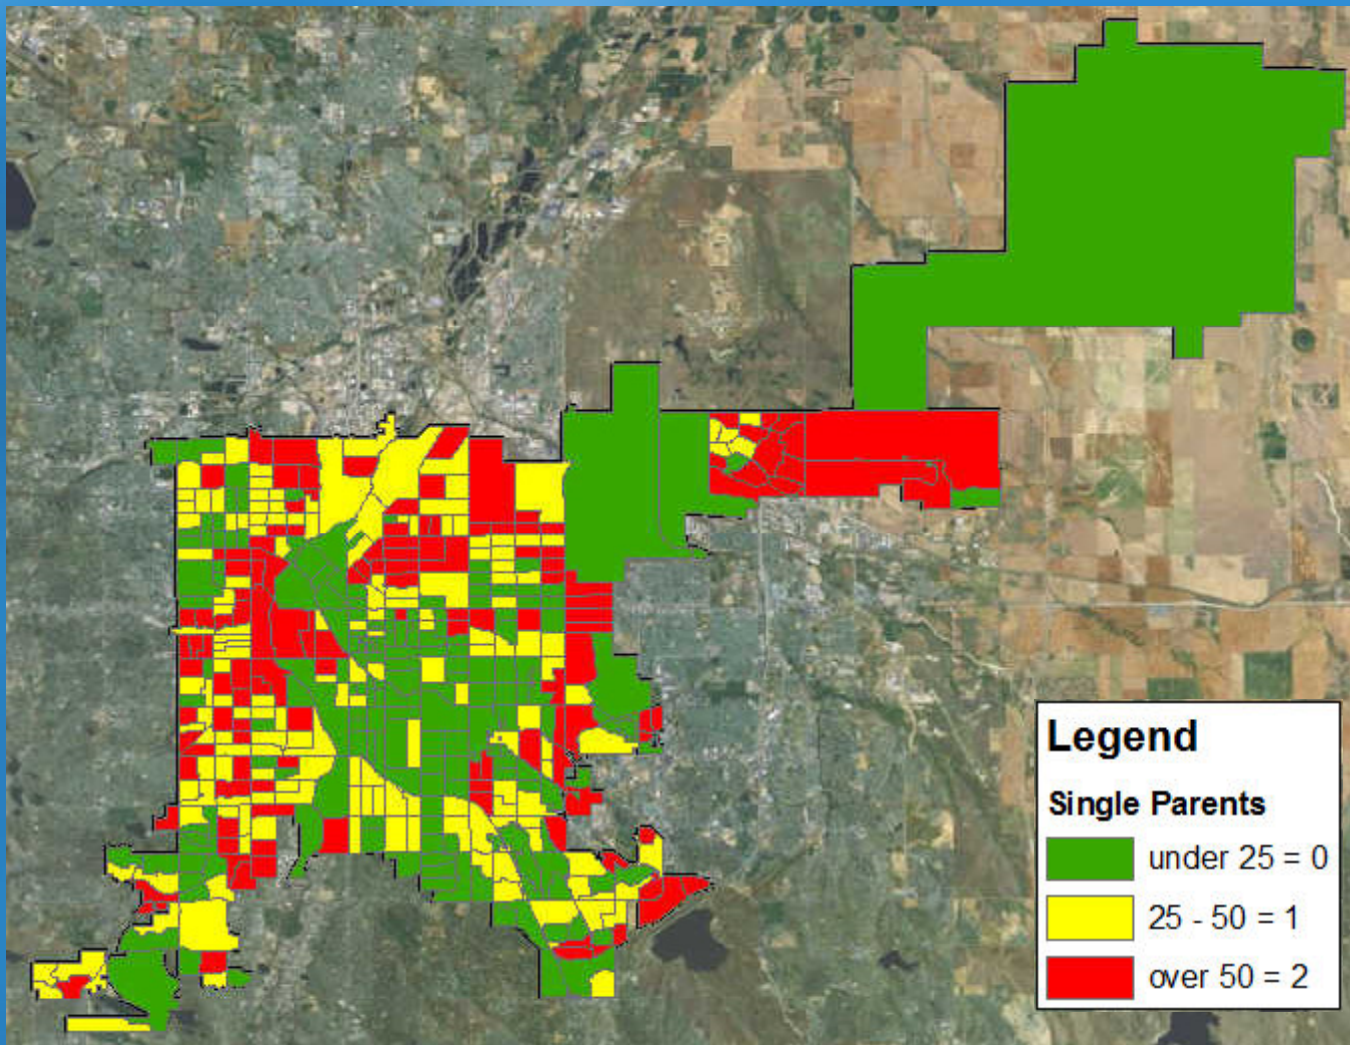 Legend
Single Parents
under 25 = 0
25 - 50 = 1
over 50 = 2